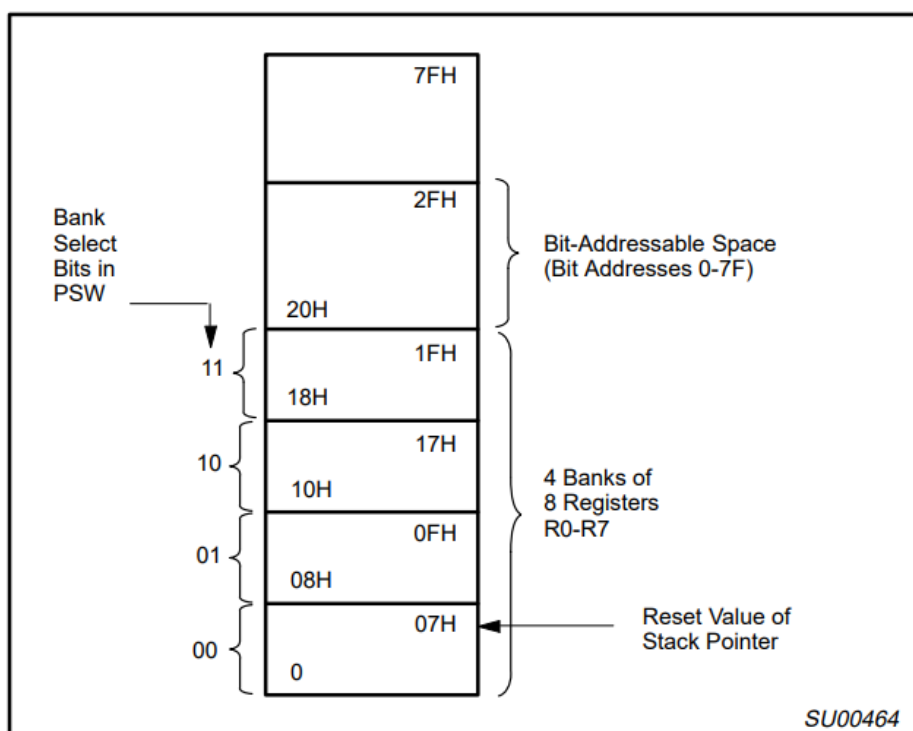 7FH
2FH
Bank
Select
Bits in
PSW
Bit-Addressable Space
(Bit Addresses 0-7F)
20H
11
1FH
18H
10
17H
10H
4 Banks of
8 Registers
R0-R7
01
0FH
08H
00
07H
0
Reset Value of
Stack Pointer
SU00464